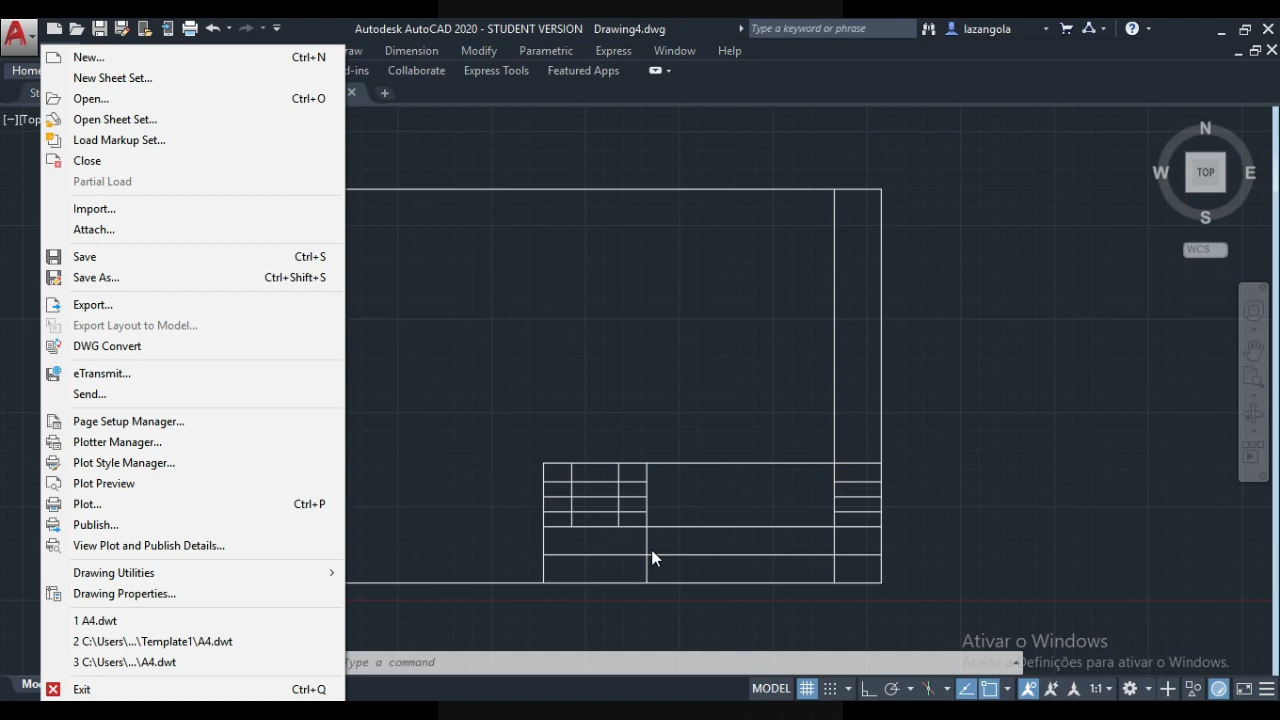 Autodesk AutoCAD 2020 - STUDENT VERSION Drawing4.dwg
Type a keyword or phrase
lazangola
Dimension Modify Parametric Express Window Help
Home
Collaborate Express Tools Featured Apps
New... Ctrl+N
New Sheet Set...
Open... Ctrl+O
Open Sheet Set...
Load Markup Set...
Close
Partial Load
Import...
Attach...
Save Ctrl+S
Save As... Ctrl+Shift+S
Export...
Export Layout to Model...
DWG Convert
eTransmit...
Send...
Page Setup Manager...
Plotter Manager...
Plot Style Manager...
Plot Preview
Plot... Ctrl+P
Publish...
View Plot and Publish Details...
Drawing Utilities
Drawing Properties...
1 A4.dwt
2 C:\Users\...\Template1\A4.dwt
3 C:\Users\...\A4.dwt
Exit Ctrl+Q
N
W TOP E
S
WCS
Ativar o Windows
Aceda a Definições para ativar o Windows.
Type a command
MODEL 1:1